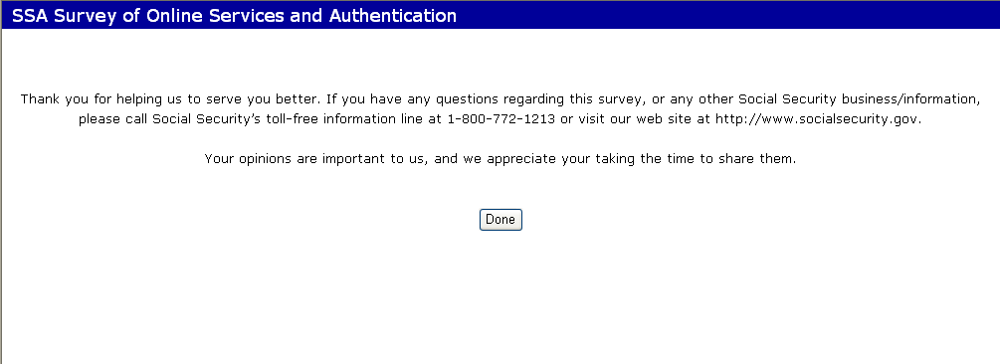 SSA Survey of Online Services and Authentication
Thank you for helping us to serve you better. If you have any questions regarding this survey, or any other Social Security business/information,
please call Social Security's toll-free information line at 1-800-772-1213 or visit our web site at http://www.socialsecurity.gov.
Your opinions are important to us, and we appreciate your taking the time to share them.
Done